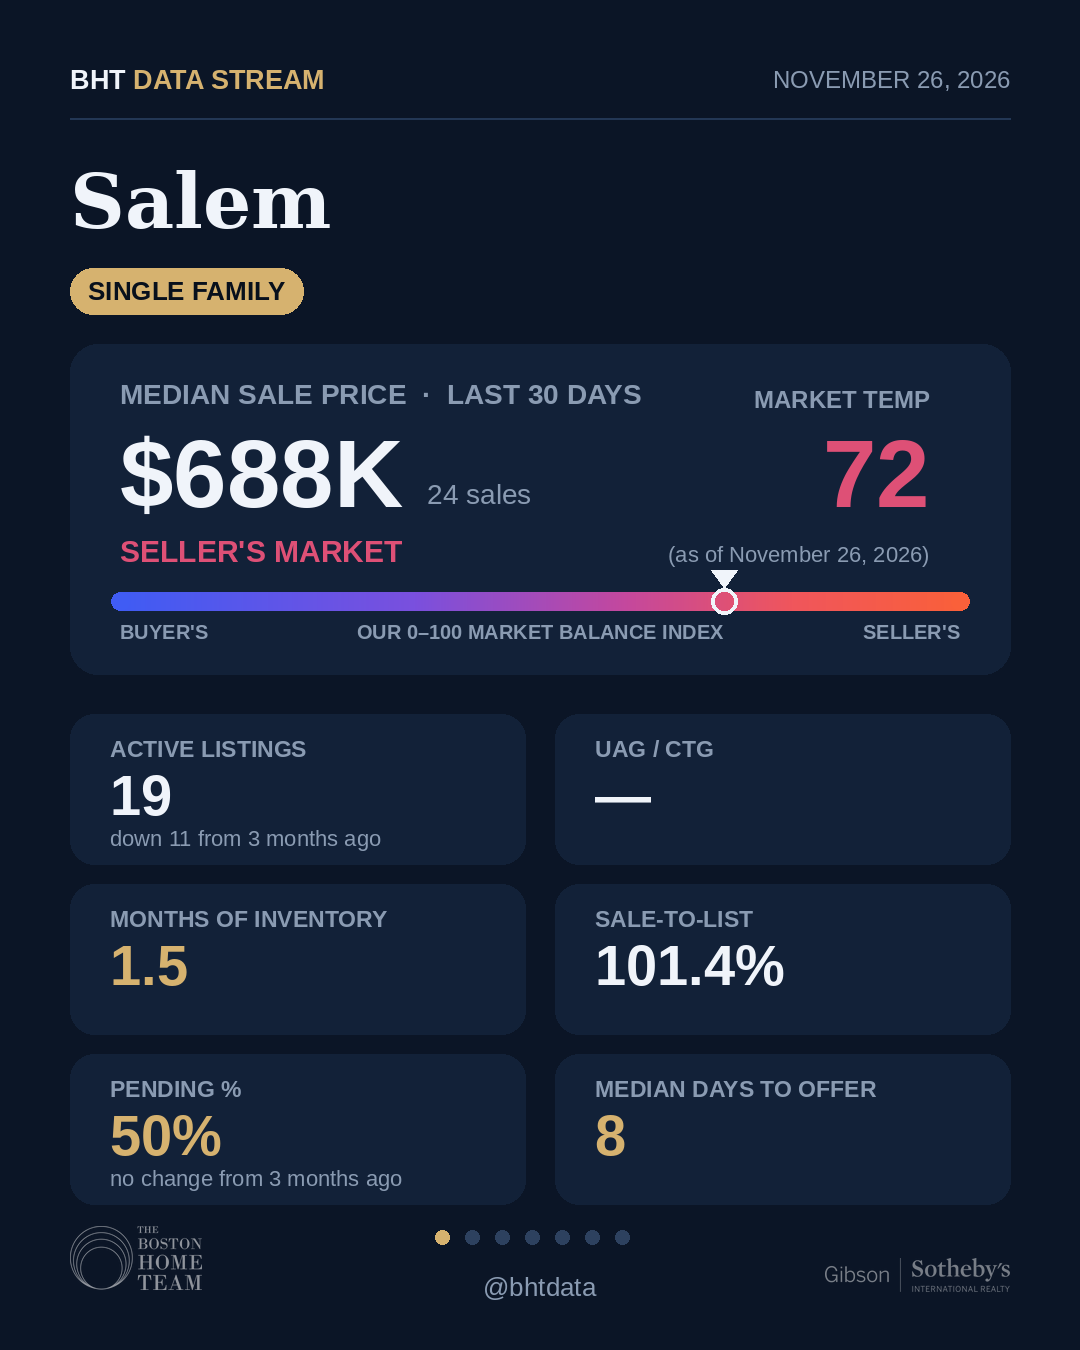 BHT DATA STREAM
NOVEMBER 26, 2026
Salem
SINGLE FAMILY
MEDIAN SALE PRICE · LAST 30 DAYS
MARKET TEMP
$688K 24 sales
72
SELLER'S MARKET
(as of November 26, 2026)
BUYER'S
OUR 0–100 MARKET BALANCE INDEX
SELLER'S
ACTIVE LISTINGS
19
down 11 from 3 months ago
UAG / CTG
—
MONTHS OF INVENTORY
1.5
SALE-TO-LIST
101.4%
PENDING %
50%
no change from 3 months ago
MEDIAN DAYS TO OFFER
8
THE
BOSTON
HOME
TEAM
@bhtdata
Gibson
Sotheby's
INTERNATIONAL REALTY